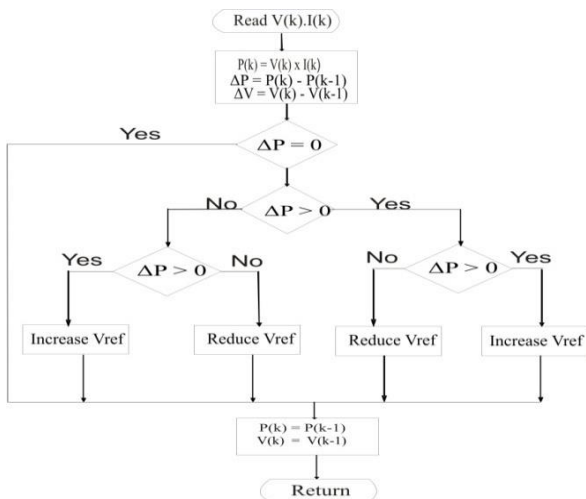 Read V(k).I(k)
P(k) = V(k) x I(k)
ΔP = P(k) - P(k-1)
ΔV = V(k) - V(k-1)
Yes
ΔP = 0
No
ΔP > 0
Yes
Yes
ΔP > 0
No
No
ΔP > 0
Yes
Increase Vref
Reduce Vref
Reduce Vref
Increase Vref
P(k) = P(k-1)
V(k) = V(k-1)
Return